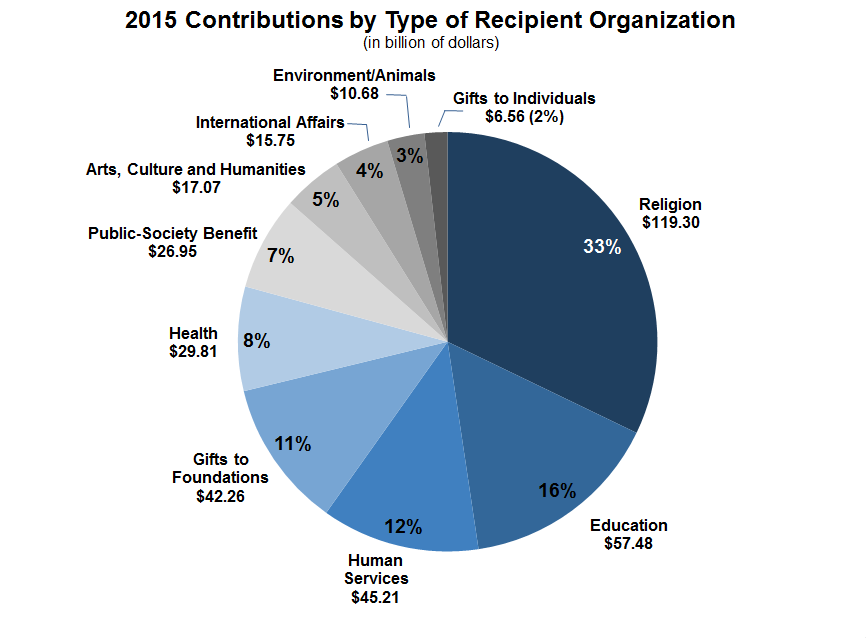 2015 Contributions by Type of Recipient Organization
(in billion of dollars)
Environment/Animals
$10.68
Gifts to Individuals
$6.56 (2%)
International Affairs
$15.75
3%
4%
Arts, Culture and Humanities
$17.07
5%
Religion
$119.30
33%
Public-Society Benefit
$26.95
7%
Health
$29.81
8%
11%
Gifts to
Foundations
$42.26
16%
Education
$57.48
12%
Human
Services
$45.21